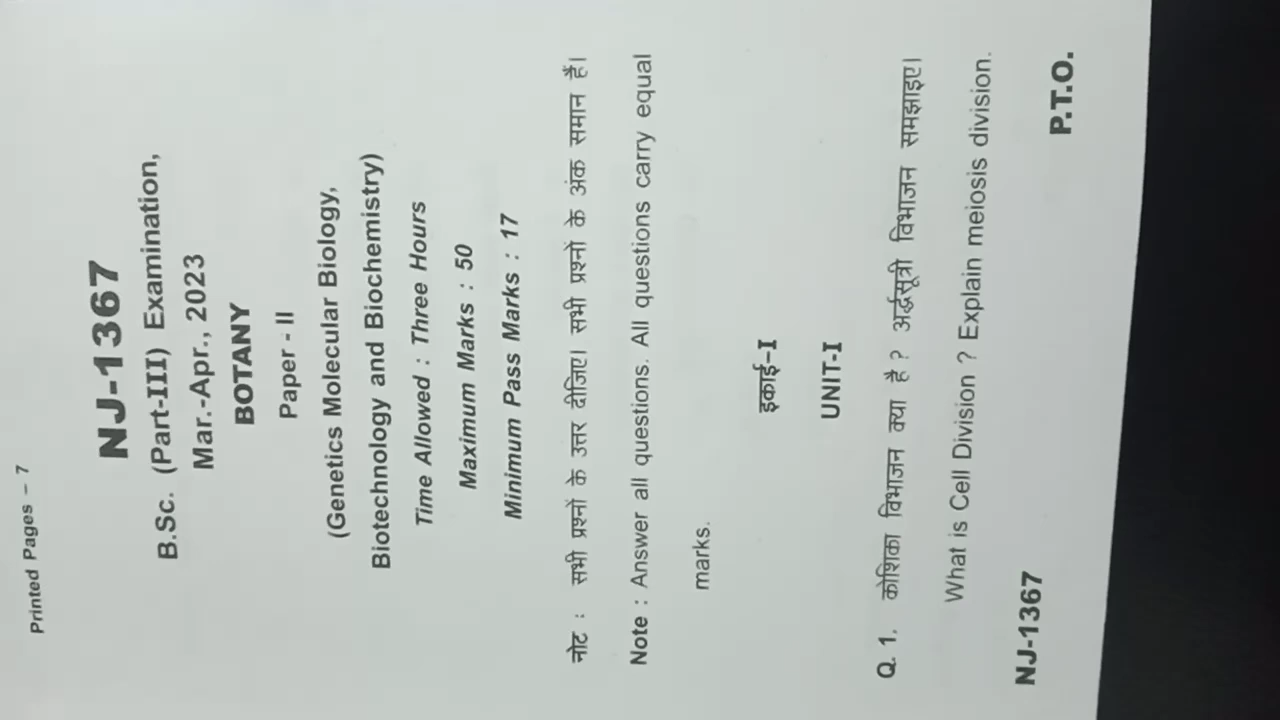 Printed Pages – 7
NJ-1367
B.Sc. (Part-III) Examination,
Mar.-Apr., 2023
BOTANY
Paper - II
(Genetics Molecular Biology,
Biotechnology and Biochemistry)
Time Allowed : Three Hours
Maximum Marks : 50
Minimum Pass Marks : 17
नोट : सभी प्रश्नों के उत्तर दीजिए। सभी प्रश्नों के अंक समान हैं।
Note : Answer all questions. All questions carry equal
marks.
इकाई-I
UNIT-I
Q. 1. कोशिका विभाजन क्या है ? अर्द्धसूत्री विभाजन समझाइए।
What is Cell Division ? Explain meiosis division.
NJ-1367 P.T.O.